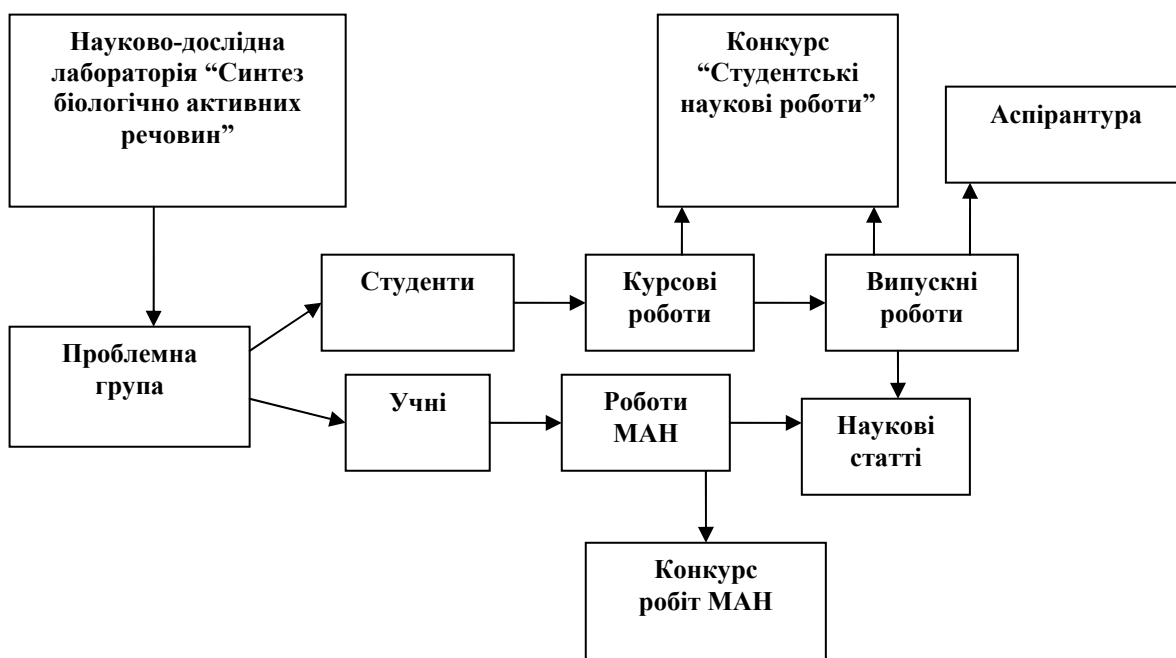 Науково-дослідна
лабораторія “Синтез
біологічно активних
речовин”
Конкурс
“Студентські
наукові роботи”
Аспірантура
Студенти
Курсові
роботи
Випускні
роботи
Проблемна
група
Учні
Роботи
МАН
Наукові
статті
Конкурс
робіт МАН